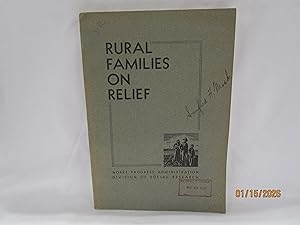 RURAL
FAMILIES
ON
RELIEF
WORKS PROGRESS ADMINISTRATION
DIVISION OF SOCIAL RESEARCH
01/15/2026